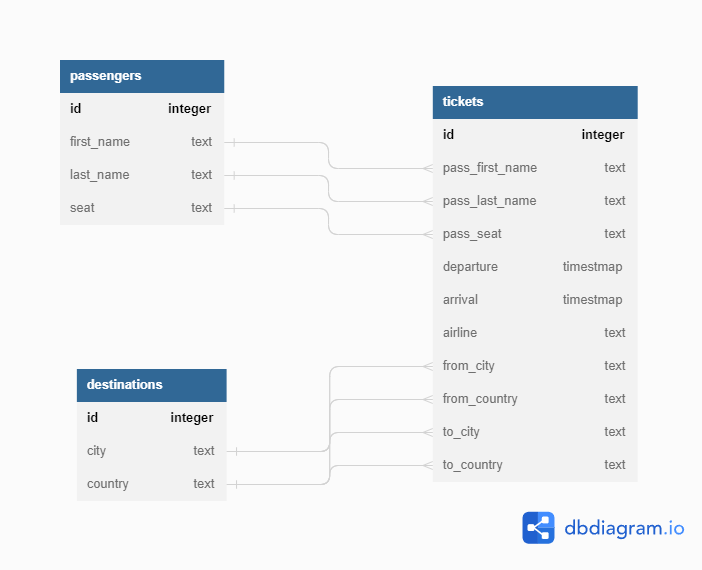 passengers
id integer
first_name text
last_name text
seat text
tickets
id integer
pass_first_name text
pass_last_name text
pass_seat text
departure timestmap
arrival timestmap
airline text
from_city text
from_country text
to_city text
to_country text
destinations
id integer
city text
country text
dbdiagram.io